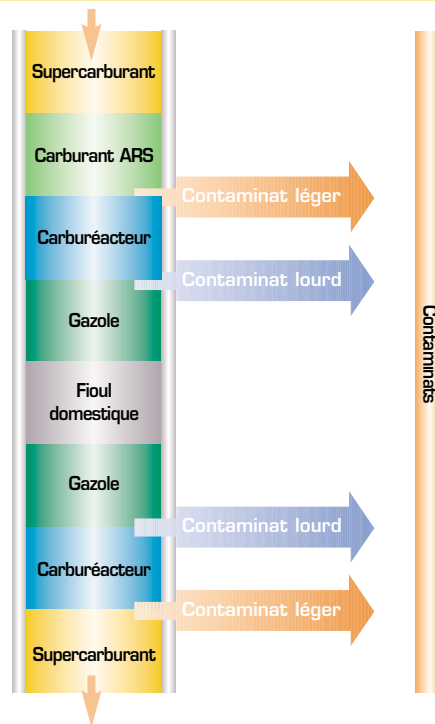 Supercarburant
Carburant ARS
Contaminat léger
Carburéacteur
Contaminat lourd
Gazole
Fioul
domestique
Gazole
Contaminat lourd
Carburéacteur
Contaminat léger
Supercarburant
Contaminats